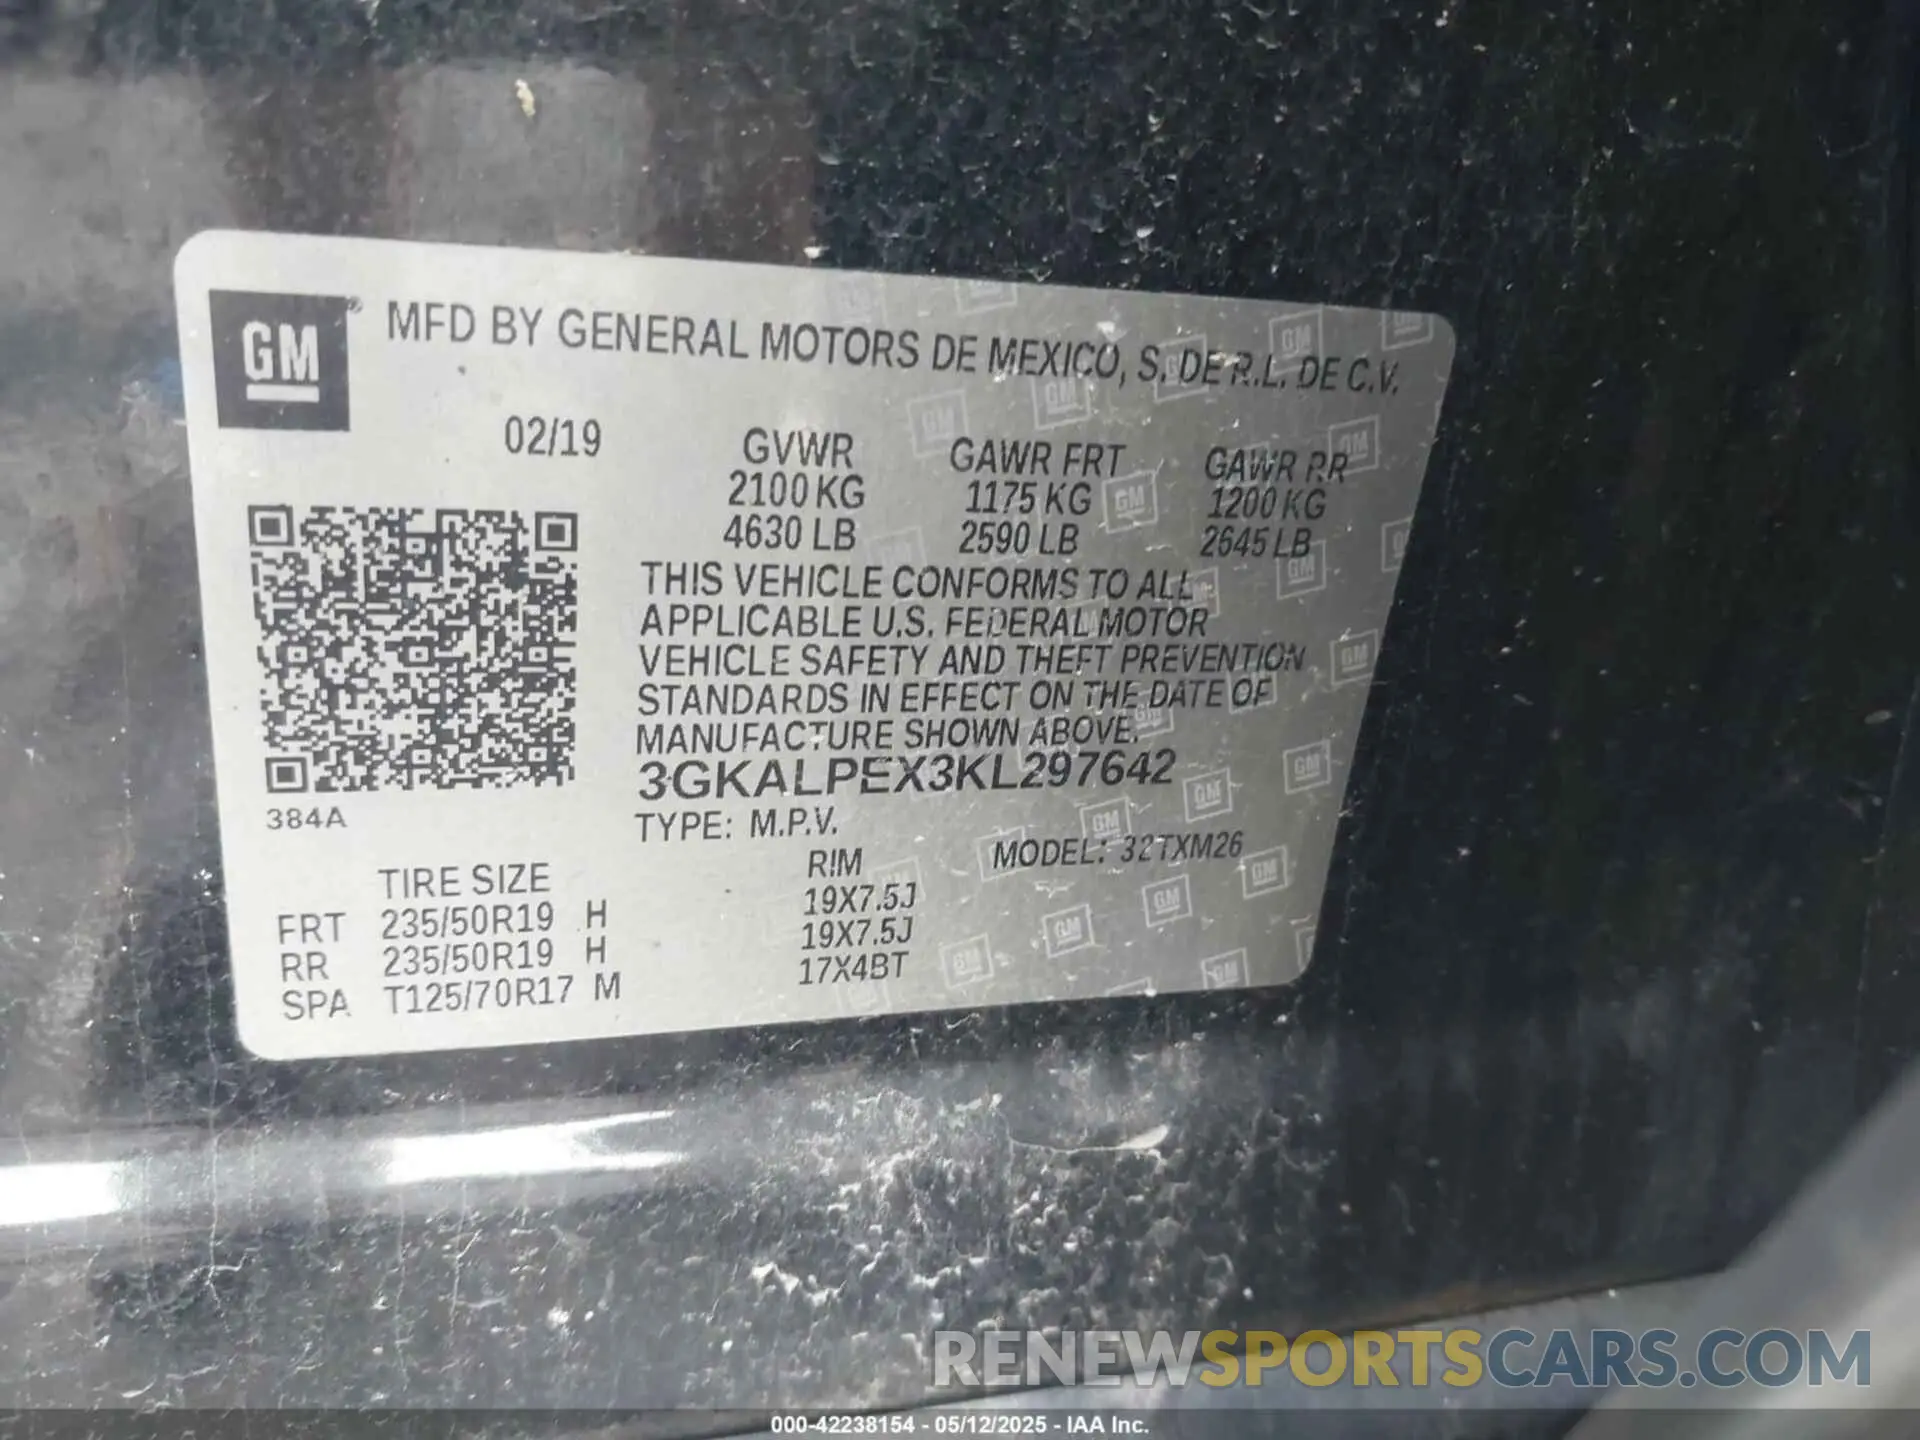 GM ® MFD BY GENERAL MOTORS DE MEXICO, S. DE R.L. DE C.V.
02/19 GVWR GAWR FRT GAWR RR
2100 KG 1175 KG 1200 KG
4630 LB 2590 LB 2645 LB
THIS VEHICLE CONFORMS TO ALL
APPLICABLE U.S. FEDERAL MOTOR
VEHICLE SAFETY AND THEFT PREVENTION
STANDARDS IN EFFECT ON THE DATE OF
MANUFACTURE SHOWN ABOVE.
3GKALPEX3KL297642
384A
TYPE: M.P.V.
MODEL: 32TXM26
TIRE SIZE RIM
FRT 235/50R19 H 19X7.5J
RR 235/50R19 H 19X7.5J
SPA T125/70R17 M 17X4BT
RENEWSPORTSCARS.COM
000-42238154 - 05/12/2025 - IAA Inc.